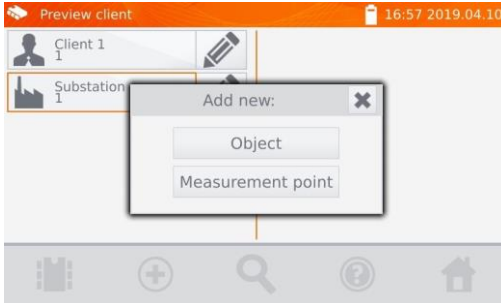 Preview client
16:57 2019.04.10
Client 1
1
Substation
1
Add new:
Object
Measurement point